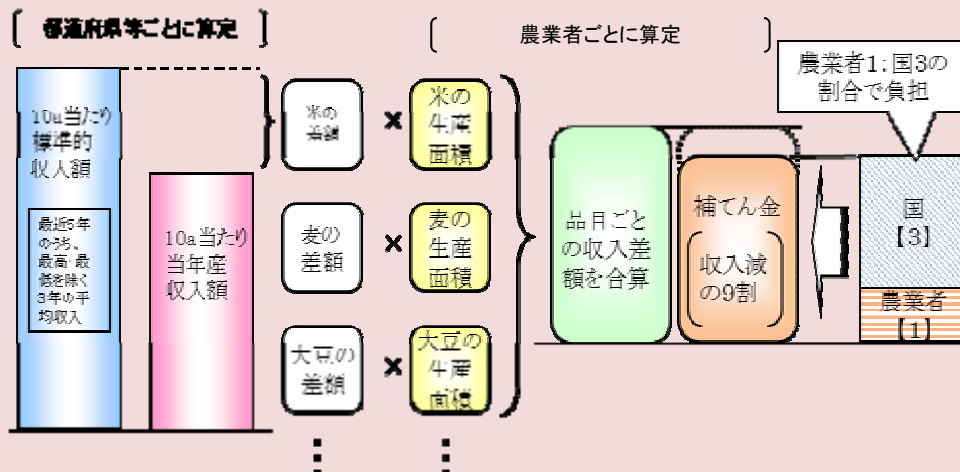 都道府県等ごとに算定
農業者ごとに算定
農業者1:国3の
割合で負担
10a当たり
標準的
収入額
最近5年
のうち、
最高・最
低を除く
3年の平
均収入
10a当たり
当年産
収入額
米の
差額
×
米の
生産
面積
麦の
差額
×
麦の
生産
面積
大豆の
差額
×
大豆の
生産
面積
品目ごと
の収入差
額を合算
補てん金
収入減
の9割
国
【3】
農業者
【1】